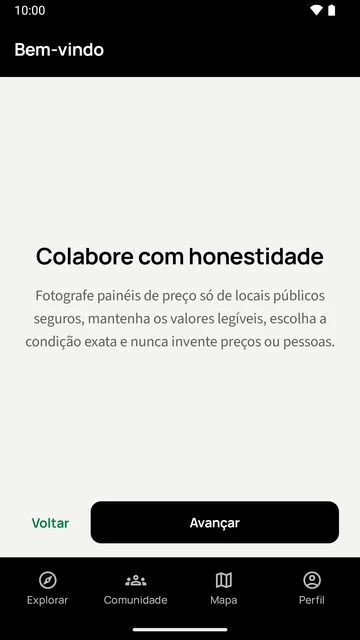 10:00
Bem-vindo
Colabore com honestidade
Fotografe painéis de preço só de locais públicos
seguros, mantenha os valores legíveis, escolha a
condição exata e nunca invente preços ou pessoas.
Voltar
Avançar
Explorar
Comunidade
Mapa
Perfil